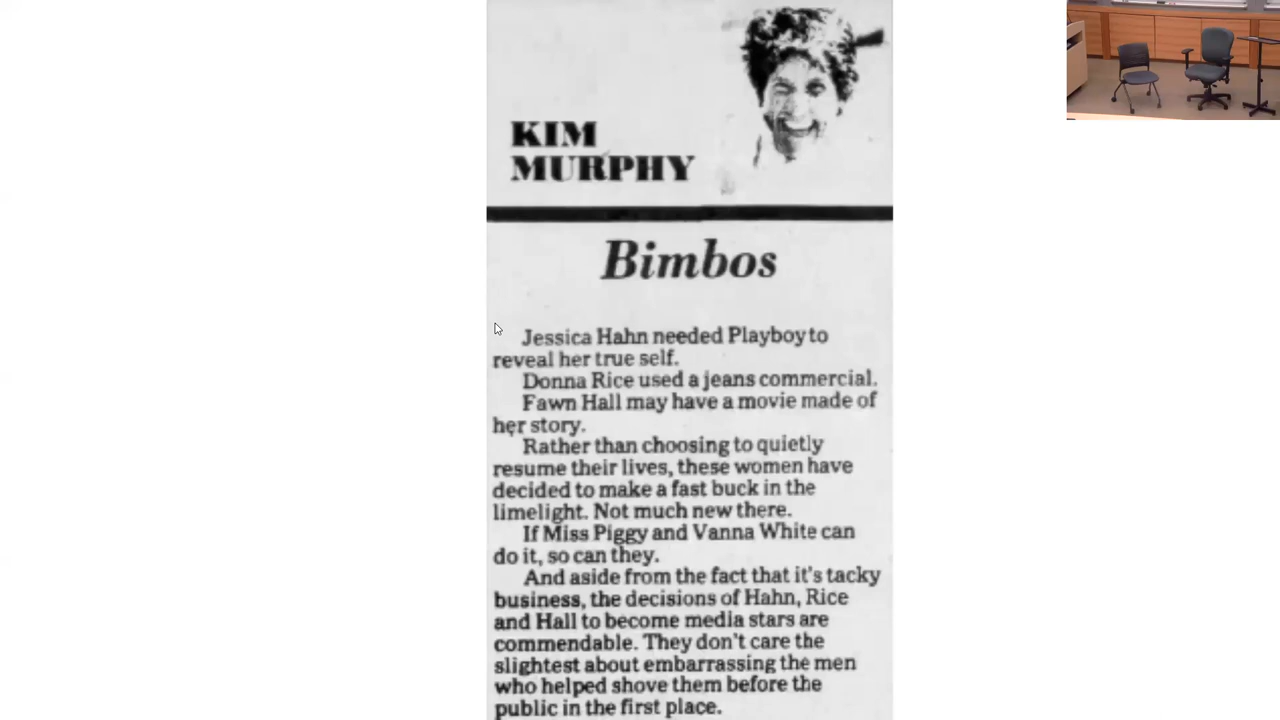 KIM
MURPHY
Bimbos
Jessica Hahn needed Playboy to
reveal her true self.
Donna Rice used a jeans commercial.
Fawn Hall may have a movie made of
her story.
Rather than choosing to quietly
resume their lives, these women have
decided to make a fast buck in the
limelight. Not much new there.
If Miss Piggy and Vanna White can
do it, so can they.
And aside from the fact that it's tacky
business, the decisions of Hahn, Rice
and Hall to become media stars are
commendable. They don't care the
slightest about embarrassing the men
who helped shove them before the
public in the first place.